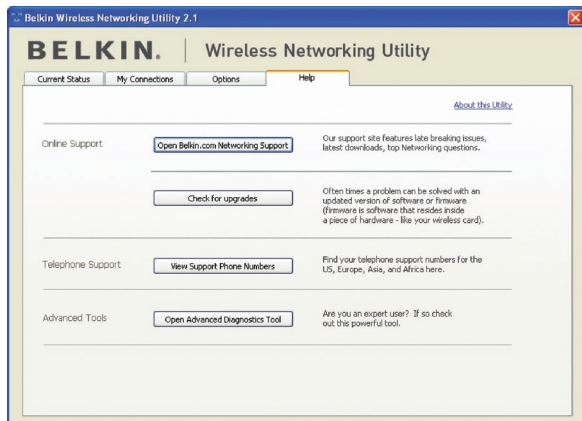 Belkin Wireless Networking Utility 2.1
BELKIN. Wireless Networking Utility
Current Status My Connections Options Help
About this Utility
Online Support
Open Belkin.com Networking Support
Our support site features late breaking issues,
latest downloads, top Networking questions.
Check for upgrades
Often times a problem can be solved with an
updated version of software or firmware
(firmware is software that resides inside
a piece of hardware - like your wireless card).
Telephone Support
View Support Phone Numbers
Find your telephone support numbers for the
US, Europe, Asia, and Africa here.
Advanced Tools
Open Advanced Diagnostics Tool
Are you an expert user? If so check
out this powerful tool.